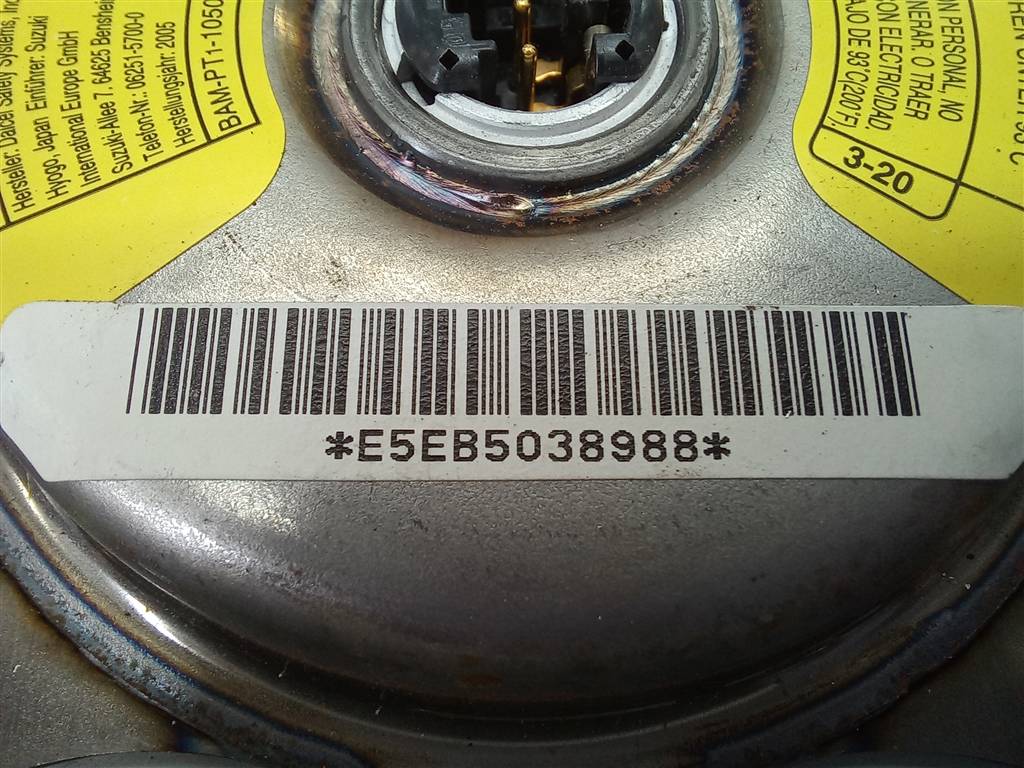 Hersteller: Daicel Safety Systems, Inc
Hyogo, Japan Einführer: Suzuki
International Europe GmbH
Suzuki-Allee 7, 64625 Bensheim
Telefon-Nr.: 06251-5700-0
Herstellungsjahr: 2005
BAM-PT1-1050
ON PERSONAL, NO
GENERAR, O TRAER
ELECTRICIDAD,
DE 93°C(200°F),
3-20
*E5EB5038988*